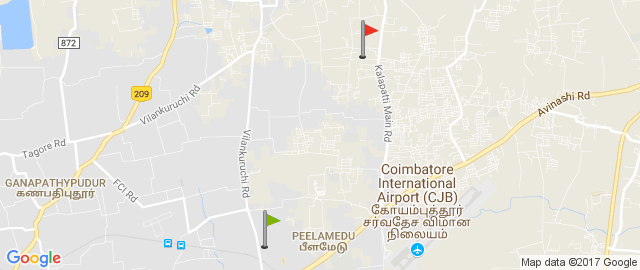 872
209
Vilankuruchi Rd
Kalapatti Main Rd
Avinashi Rd
Tagore Rd
Vilankuruchi Rd
GANAPATHYPUDUR
கணபதிபுதூர்
FCI Rd
Coimbatore
International
Airport (CJB)
கோயம்புத்தூர்
சர்வதேச விமான
நிலையம்
PEELAMEDU
பீளமேடு
Google
Map data ©2017 Google